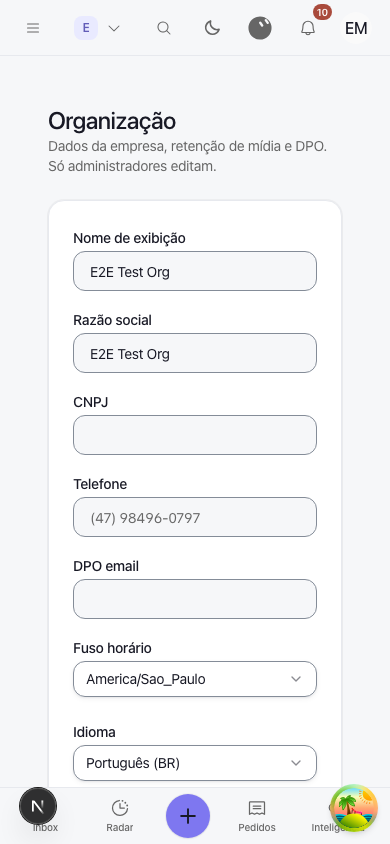 E
10
EM
Organização
Dados da empresa, retenção de mídia e DPO.
Só administradores editam.
Nome de exibição
E2E Test Org
Razão social
E2E Test Org
CNPJ
Telefone
(47) 98496-0797
DPO email
Fuso horário
America/Sao_Paulo
Idioma
Português (BR)
N
Inbox
Radar
Pedidos